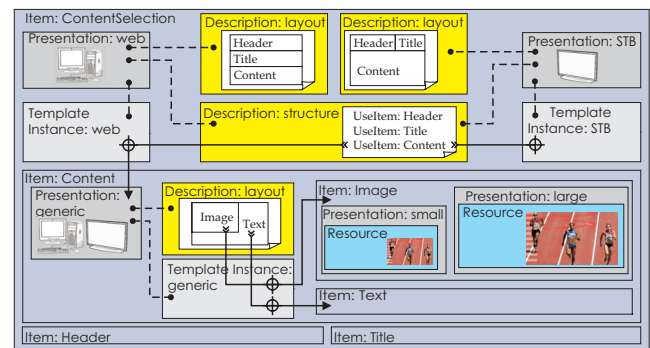 Item: ContentSelection
Presentation: web
Description: layout
Header
Title
Content
Description: layout
Header Title
Content
Presentation: STB
Template
Instance: web
Description: structure
UseItem: Header
UseItem: Title
UseItem: Content
Template
Instance: STB
Item: Content
Presentation:
generic
Description: layout
Image
Text
Template Instance:
generic
Item: Image
Presentation: small
Resource
Presentation: large
Resource
Item: Text
Item: Header
Item: Title